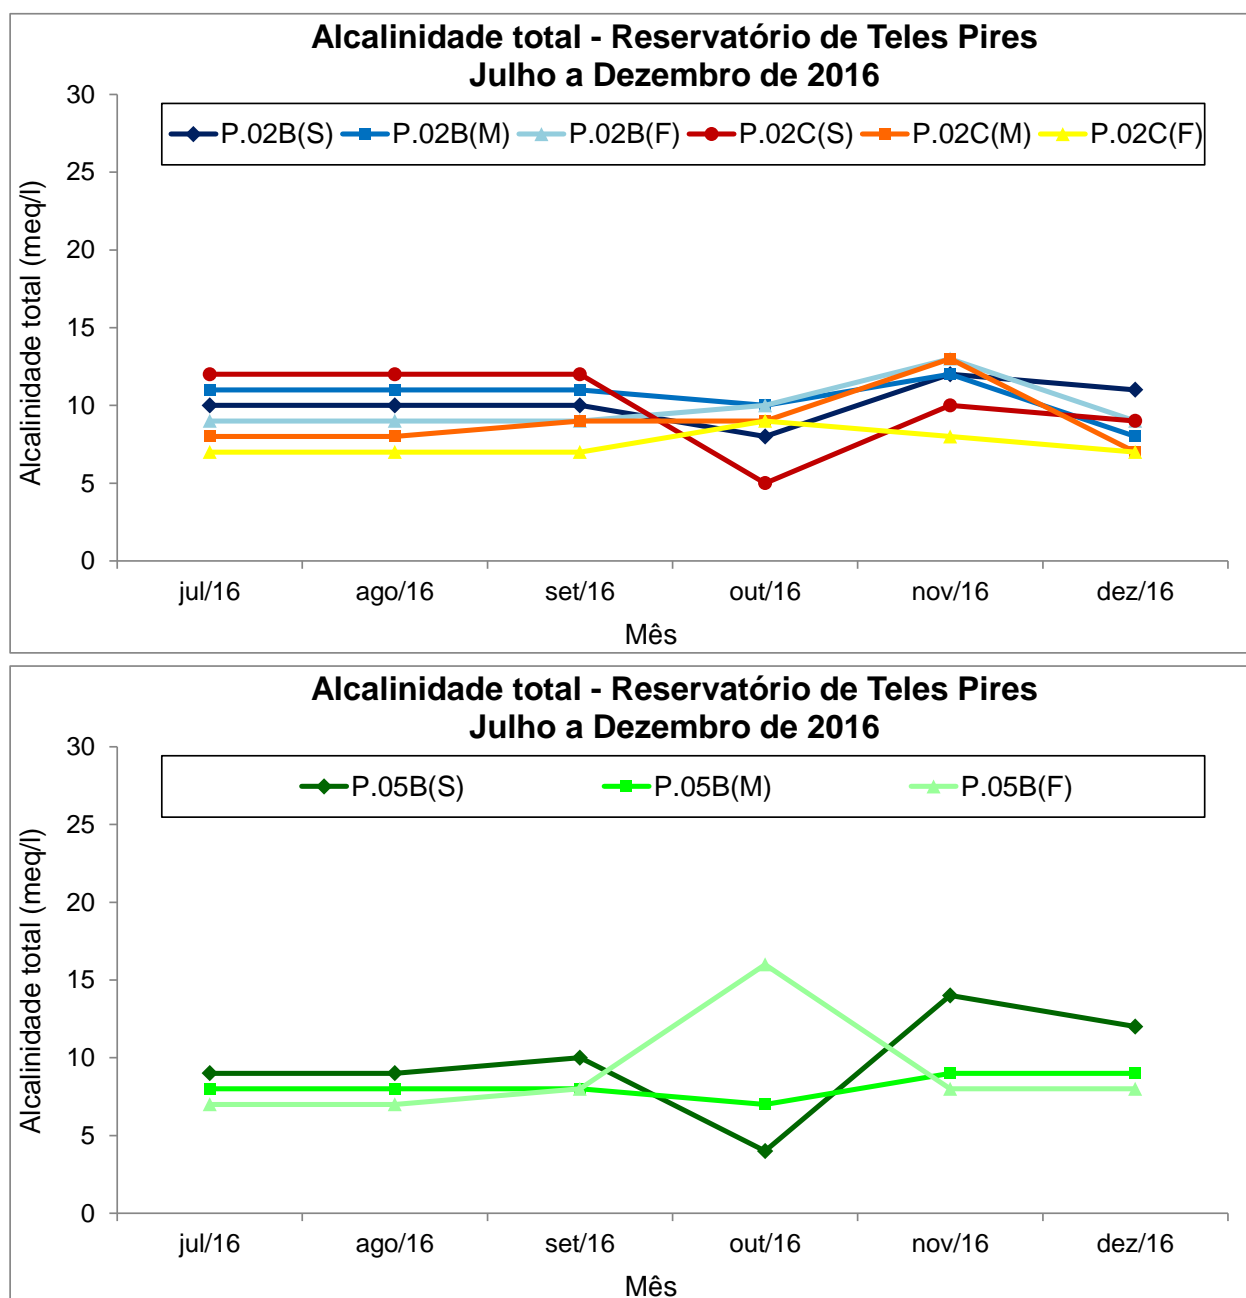 Alcalinidade total - Reservatório de Teles Pires
Julho a Dezembro de 2016
30
P.02B(S) P.02B(M) P.02B(F) P.02C(S) P.02C(M) P.02C(F)
25
20
15
10
5
0
Alcalinidade total (meq/l)
jul/16 ago/16 set/16 out/16 nov/16 dez/16
Mês
Alcalinidade total - Reservatório de Teles Pires
Julho a Dezembro de 2016
30
P.05B(S) P.05B(M) P.05B(F)
25
20
15
10
5
0
Alcalinidade total (meq/l)
jul/16 ago/16 set/16 out/16 nov/16 dez/16
Mês